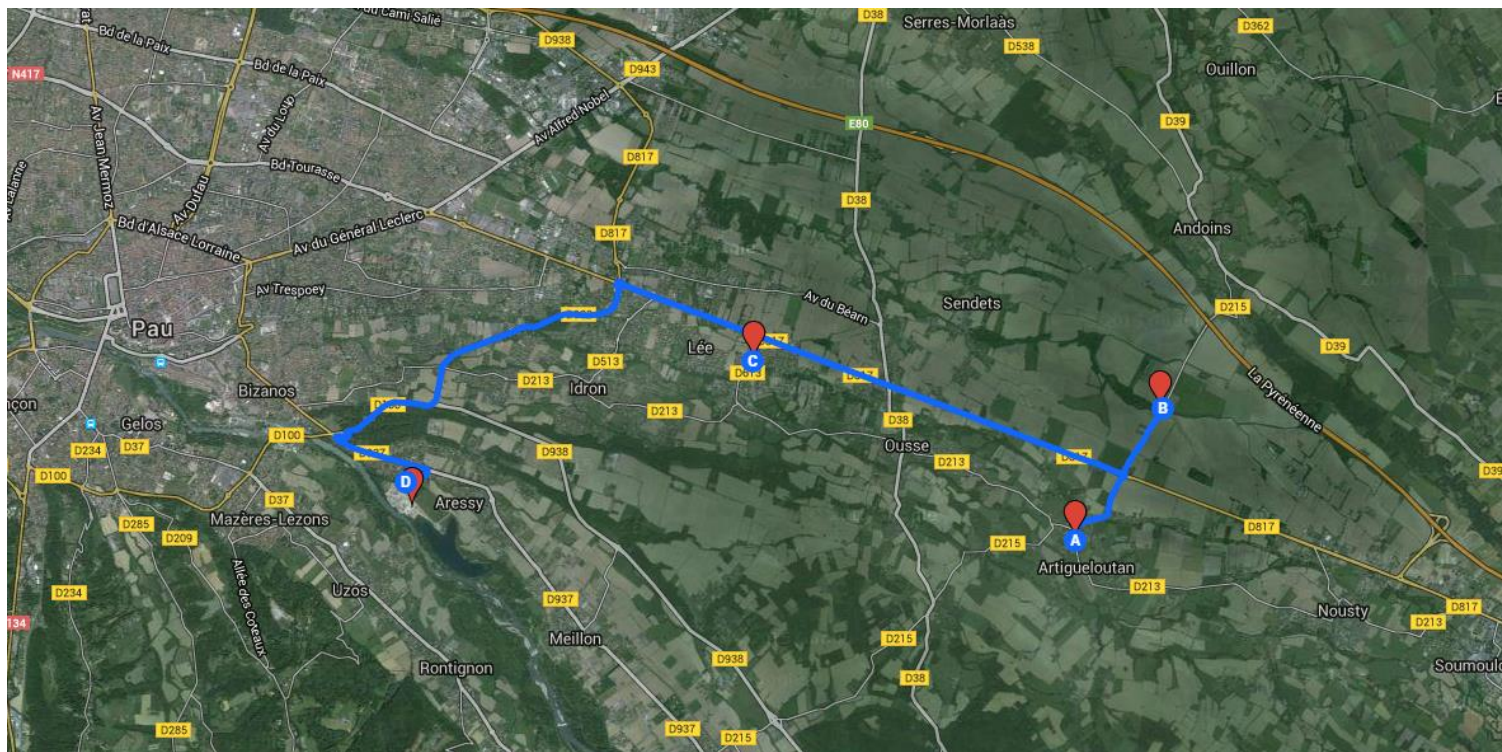 du Cami Salié
D38
Serres-Morlaàs
D362
Bd de la Paix
D938
D538
Ouillon
N417
Bd de la Paix
D943
Av Jean Mermoz
Av du Loup
Av Alfred Nobel
E80
D39
Av Dufau
Bd Tourasse
D817
D38
Bd d'Alsace Lorraine
Av du Général Leclerc
D817
Andoins
Av Trespoey
Av du Béarn
Sendets
D215
Pau
Lée
C
D39
D513
D613
La Pyrénéenne
Bizanos
D213
Idron
D213
D38
B
Gelos
D37
D234
D100
Ousse
D213
D817
D100
D938
D39
D
D37
Aressy
Mazères-Lezons
D285
D209
D215
A
D817
Artigueloutan
Allée des Coteaux
D234
Uzos
D937
D213
Nousty
D817
D213
134
Meillon
D215
Rontignon
D938
D38
Soumoulo
D285
D937
D215